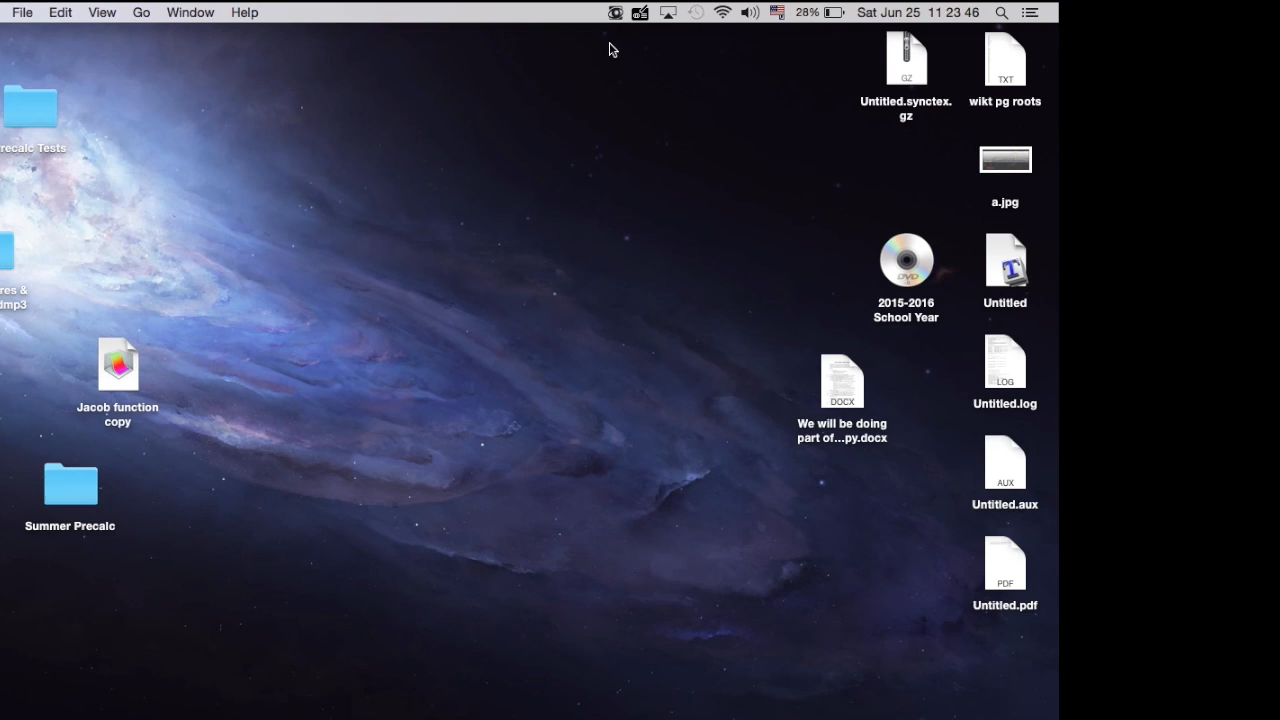 File Edit View Go Window Help 28% Sat Jun 25 11 23 46
GZ
TXT
Untitled.synctex.
gz
wikt pg roots
recalc Tests
a.jpg
DVD
T
2015-2016
School Year
Untitled
res &
dmp3
LOG
DOCX
Jacob function
copy
Untitled.log
We will be doing
part of...py.docx
AUX
Untitled.aux
Summer Precalc
PDF
Untitled.pdf